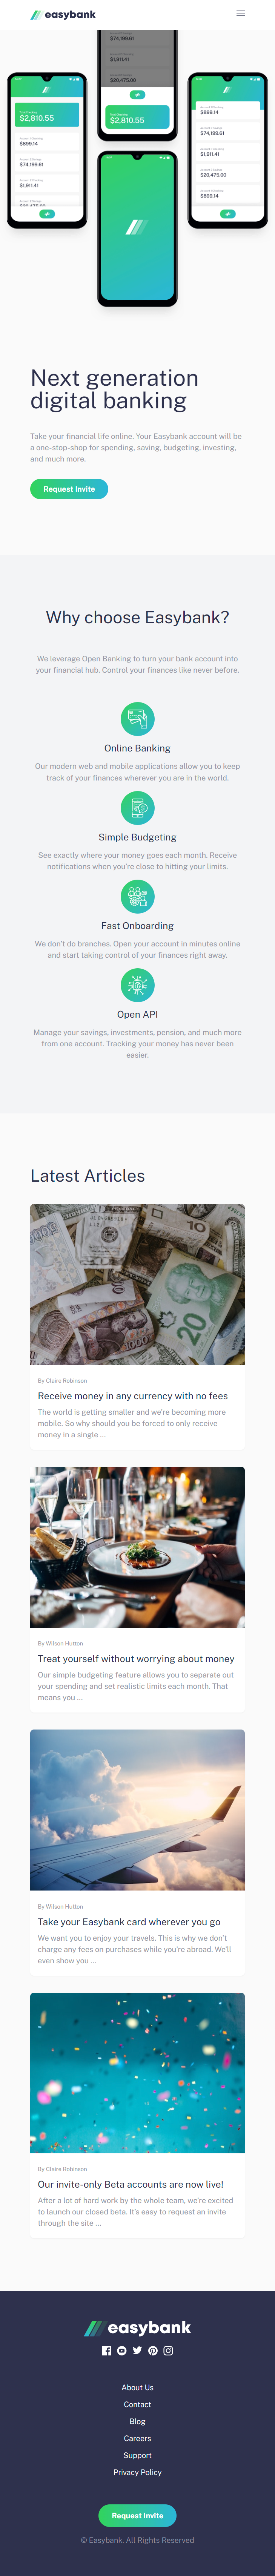 easybank
$74,199.61
$1,911.41
$20,475.00
$2,810.55
$2,810.55
$899.14
$74,199.61
$1,911.41
$899.14
$74,199.61
$1,911.41
$20,475.00
$899.14
Next generation
digital banking
Take your financial life online. Your Easybank account will be
a one-stop-shop for spending, saving, budgeting, investing,
and much more.
Request Invite
Why choose Easybank?
We leverage Open Banking to turn your bank account into
your financial hub. Control your finances like never before.
Online Banking
Our modern web and mobile applications allow you to keep
track of your finances wherever you are in the world.
Simple Budgeting
See exactly where your money goes each month. Receive
notifications when you're close to hitting your limits.
Fast Onboarding
We don't do branches. Open your account in minutes online
and start taking control of your finances right away.
Open API
Manage your savings, investments, pension, and much more
from one account. Tracking your money has never been
easier.
Latest Articles
20
By Claire Robinson
Receive money in any currency with no fees
The world is getting smaller and we're becoming more
mobile. So why should you be forced to only receive
money in a single ...
By Wilson Hutton
Treat yourself without worrying about money
Our simple budgeting feature allows you to separate out
your spending and set realistic limits each month. That
means you ...
By Wilson Hutton
Take your Easybank card wherever you go
We want you to enjoy your travels. This is why we don't
charge any fees on purchases while you're abroad. We'll
even show you ...
By Claire Robinson
Our invite-only Beta accounts are now live!
After a lot of hard work by the whole team, we're excited
to launch our closed beta. It's easy to request an invite
through the site ...
easybank
About Us
Contact
Blog
Careers
Support
Privacy Policy
Request Invite
© Easybank. All Rights Reserved